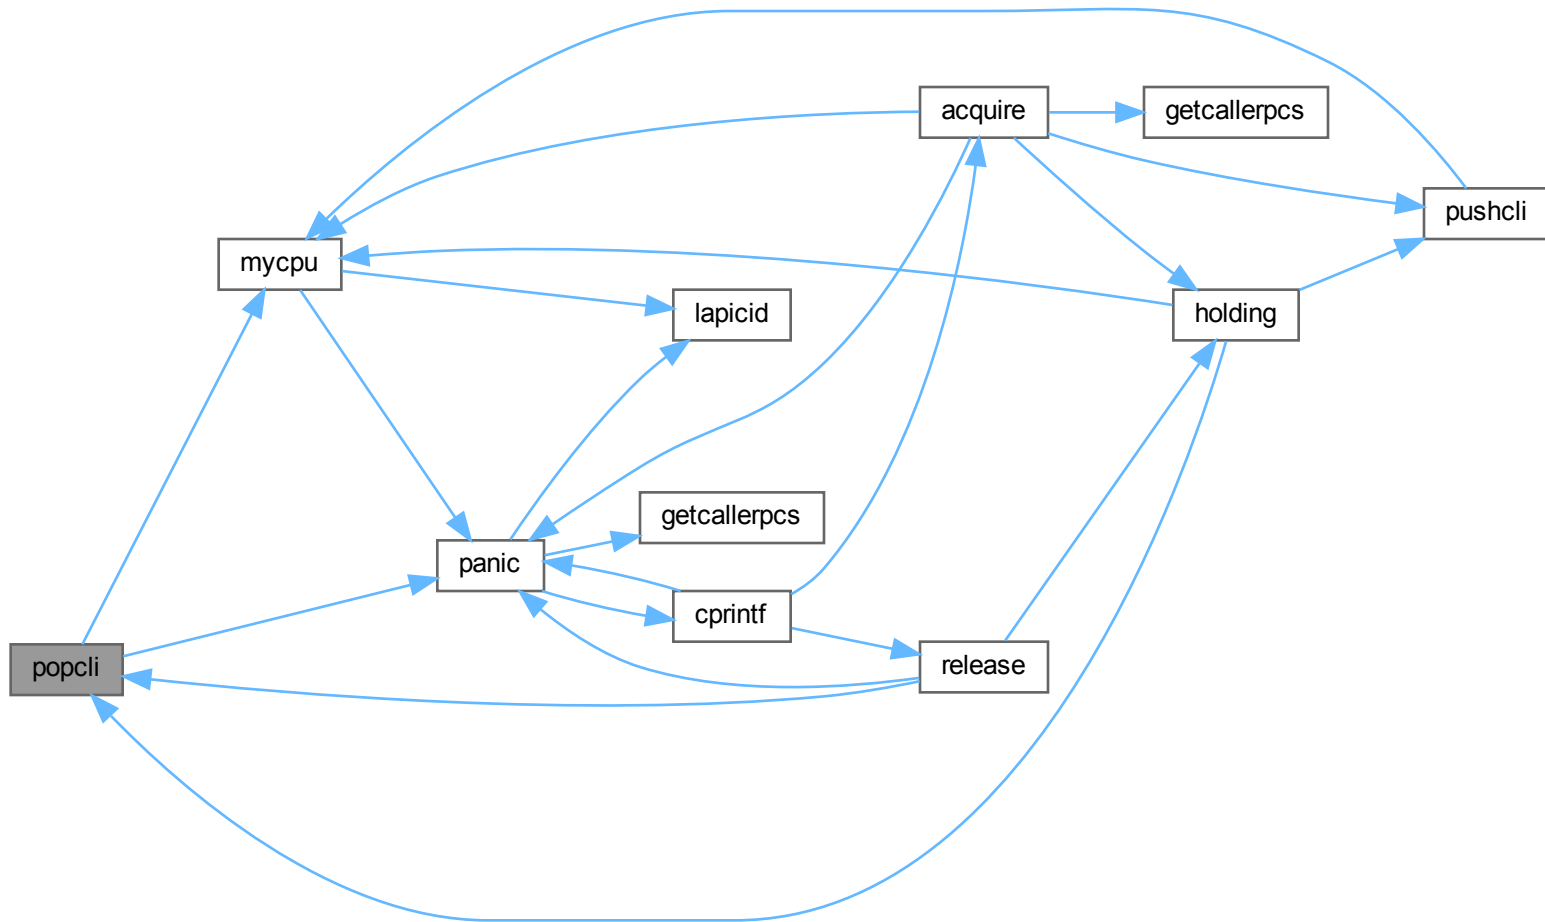 acquire
getcallerpcs
pushcli
mycpu
lapicid
holding
getcallerpcs
panic
cprintf
popcli
release